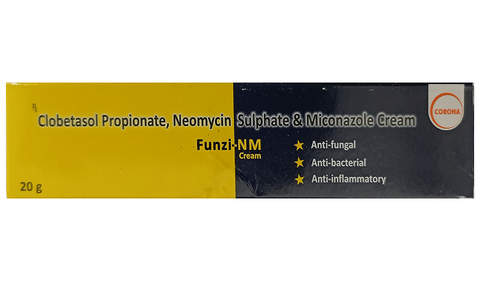 ℞
Clobetasol Propionate, Neomycin Sulphate & Miconazole Cream
CORONA
Funzi-NM
Cream
★ Anti-fungal
★ Anti-bacterial
★ Anti-inflammatory
20 g